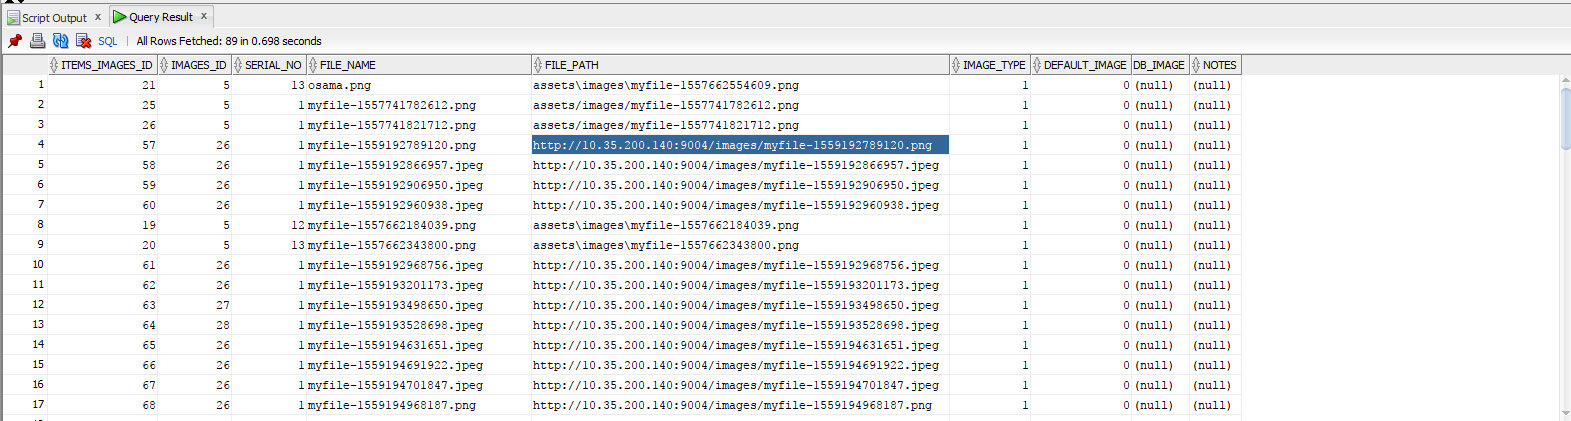 Script Output x Query Result x
SQL | All Rows Fetched: 89 in 0.698 seconds
ITEMS_IMAGES_ID IMAGES_ID SERIAL_NO FILE_NAME FILE_PATH IMAGE_TYPE DEFAULT_IMAGE DB_IMAGE NOTES
1 21 5 13 osama.png assets\images\myfile-1557662554609.png 1 0 (null) (null)
2 25 5 1 myfile-1557741782612.png assets/images/myfile-1557741782612.png 1 0 (null) (null)
3 26 5 1 myfile-1557741821712.png assets/images/myfile-1557741821712.png 1 0 (null) (null)
4 57 26 1 myfile-1559192789120.png http://10.35.200.140:9004/images/myfile-1559192789120.png 1 0 (null) (null)
5 58 26 1 myfile-1559192866957.jpeg http://10.35.200.140:9004/images/myfile-1559192866957.jpeg 1 0 (null) (null)
6 59 26 1 myfile-1559192906950.jpeg http://10.35.200.140:9004/images/myfile-1559192906950.jpeg 1 0 (null) (null)
7 60 26 1 myfile-1559192960938.jpeg http://10.35.200.140:9004/images/myfile-1559192960938.jpeg 1 0 (null) (null)
8 19 5 12 myfile-1557662184039.png assets\images\myfile-1557662184039.png 1 0 (null) (null)
9 20 5 13 myfile-1557662343800.png assets\images\myfile-1557662343800.png 1 0 (null) (null)
10 61 26 1 myfile-1559192968756.jpeg http://10.35.200.140:9004/images/myfile-1559192968756.jpeg 1 0 (null) (null)
11 62 26 1 myfile-1559193201173.jpeg http://10.35.200.140:9004/images/myfile-1559193201173.jpeg 1 0 (null) (null)
12 63 27 1 myfile-1559193498650.jpeg http://10.35.200.140:9004/images/myfile-1559193498650.jpeg 1 0 (null) (null)
13 64 28 1 myfile-1559193528698.jpeg http://10.35.200.140:9004/images/myfile-1559193528698.jpeg 1 0 (null) (null)
14 65 26 1 myfile-1559194631651.jpeg http://10.35.200.140:9004/images/myfile-1559194631651.jpeg 1 0 (null) (null)
15 66 26 1 myfile-1559194691922.jpeg http://10.35.200.140:9004/images/myfile-1559194691922.jpeg 1 0 (null) (null)
16 67 26 1 myfile-1559194701847.jpeg http://10.35.200.140:9004/images/myfile-1559194701847.jpeg 1 0 (null) (null)
17 68 26 1 myfile-1559194968187.png http://10.35.200.140:9004/images/myfile-1559194968187.png 1 0 (null) (null)